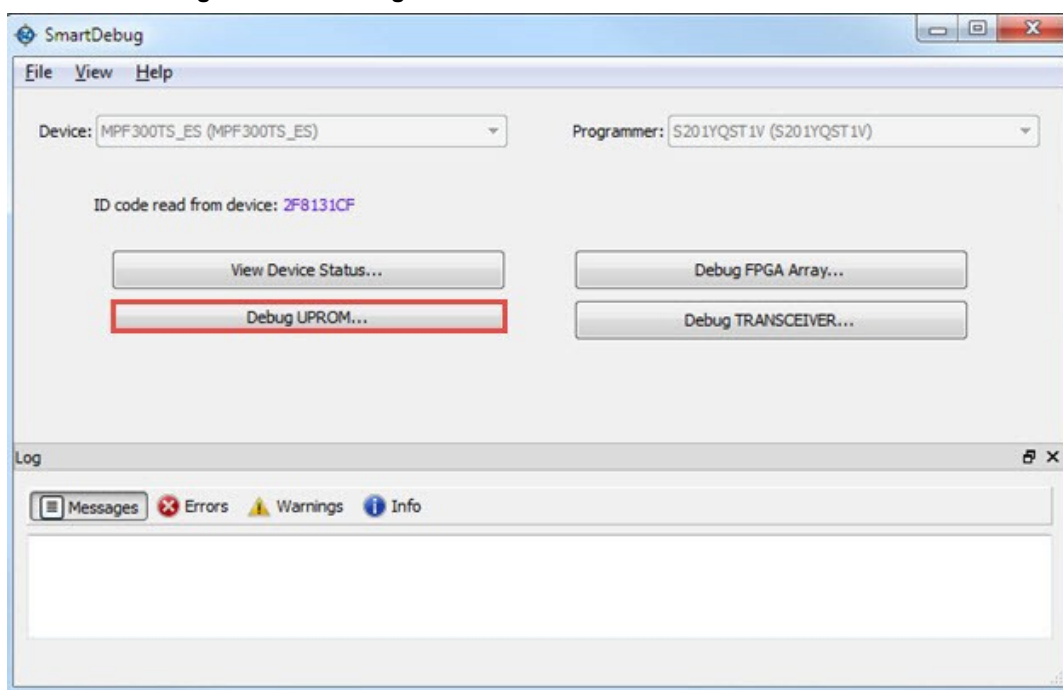 SmartDebug
File View Help
Device: MPF300TS_ES (MPF300TS_ES) Programmer: S201YQST1V (S201YQST1V)
ID code read from device: 2F8131CF
View Device Status... Debug FPGA Array...
Debug UPROM... Debug TRANSCEIVER...
Log
Messages Errors Warnings Info